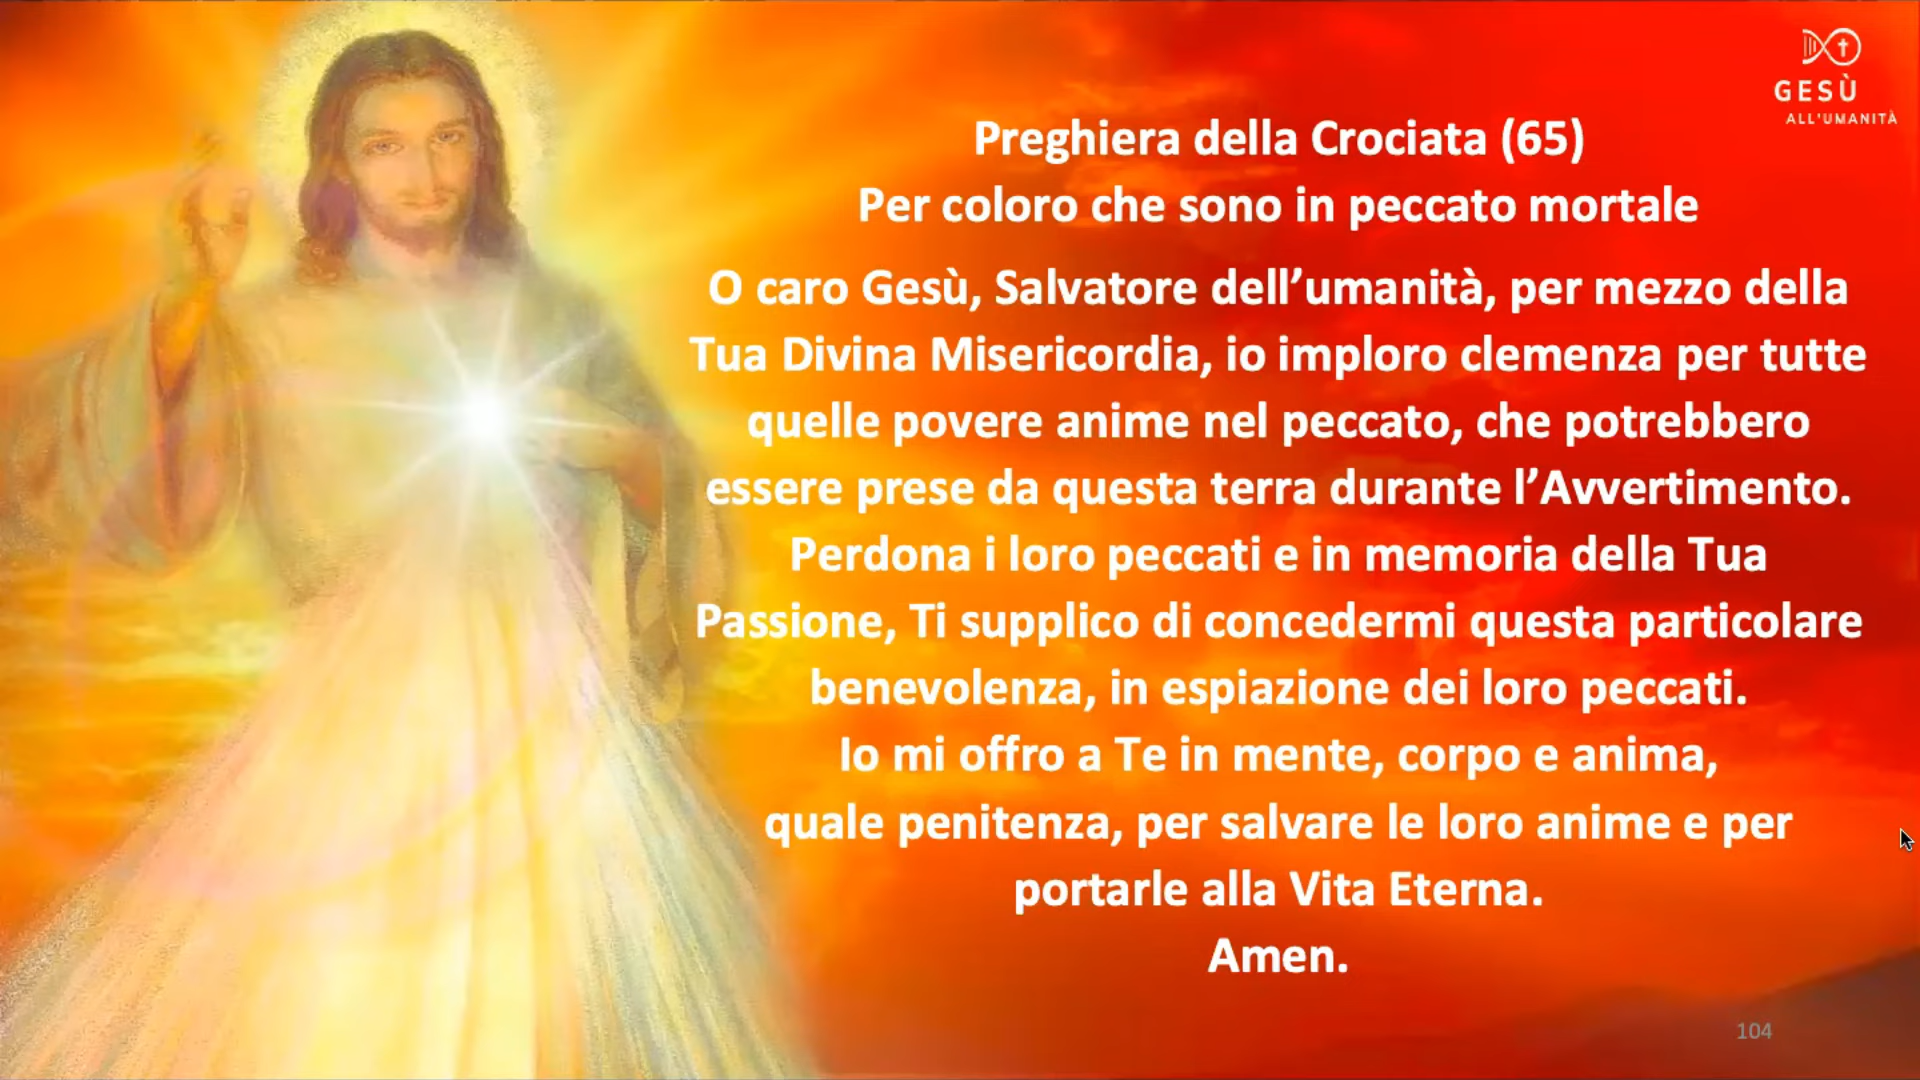 GESÙ
ALL'UMANITÀ
Preghiera della Crociata (65)
Per coloro che sono in peccato mortale
O caro Gesù, Salvatore dell’umanità, per mezzo della
Tua Divina Misericordia, io imploro clemenza per tutte
quelle povere anime nel peccato, che potrebbero
essere prese da questa terra durante l’Avvertimento.
Perdona i loro peccati e in memoria della Tua
Passione, Ti supplico di concedermi questa particolare
benevolenza, in espiazione dei loro peccati.
Io mi offro a Te in mente, corpo e anima,
quale penitenza, per salvare le loro anime e per
portarle alla Vita Eterna.
Amen.
104